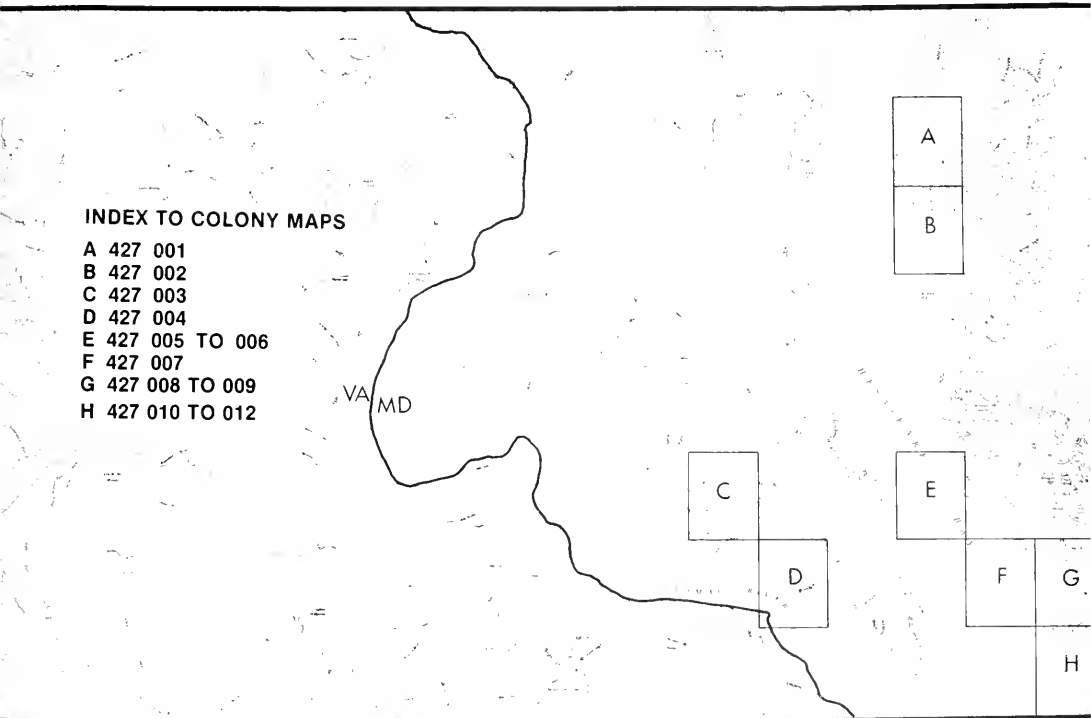 INDEX TO COLONY MAPS
A 427 001
B 427 002
C 427 003
D 427 004
E 427 005 TO 006
F 427 007
G 427 008 TO 009
H 427 010 TO 012
VA MD
A
B
C
E
D
F
G
H